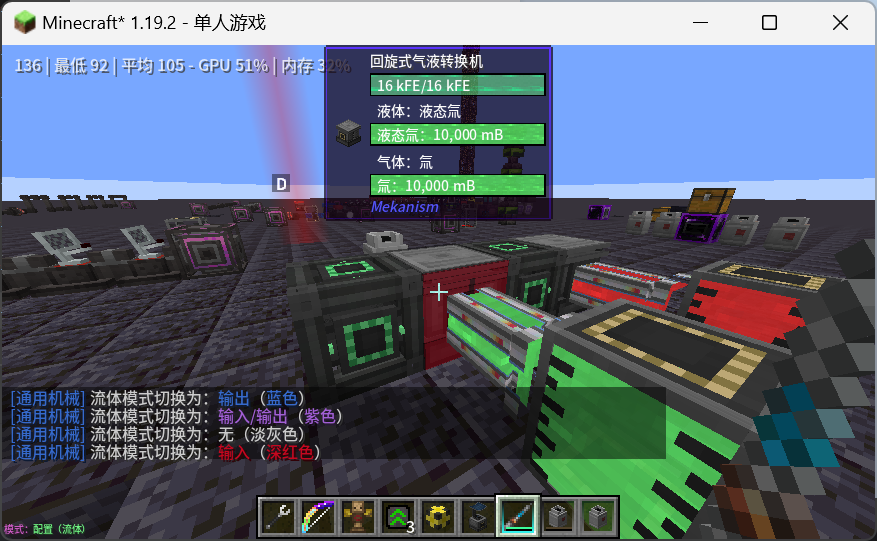 Minecraft* 1.19.2 - 单人游戏
136 | 最低 92 | 平均 105 - GPU 51% | 内存 32%
回旋式气液转换机
16 kFE/16 kFE
液体：液态氚
液态氚：10,000 mB
气体：氚
氚：10,000 mB
Mekanism
D
[通用机械] 流体模式切换为：输出（蓝色）
[通用机械] 流体模式切换为：输入/输出（紫色）
[通用机械] 流体模式切换为：无（淡灰色）
[通用机械] 流体模式切换为：输入（深红色）
3
模式：配置（流体）